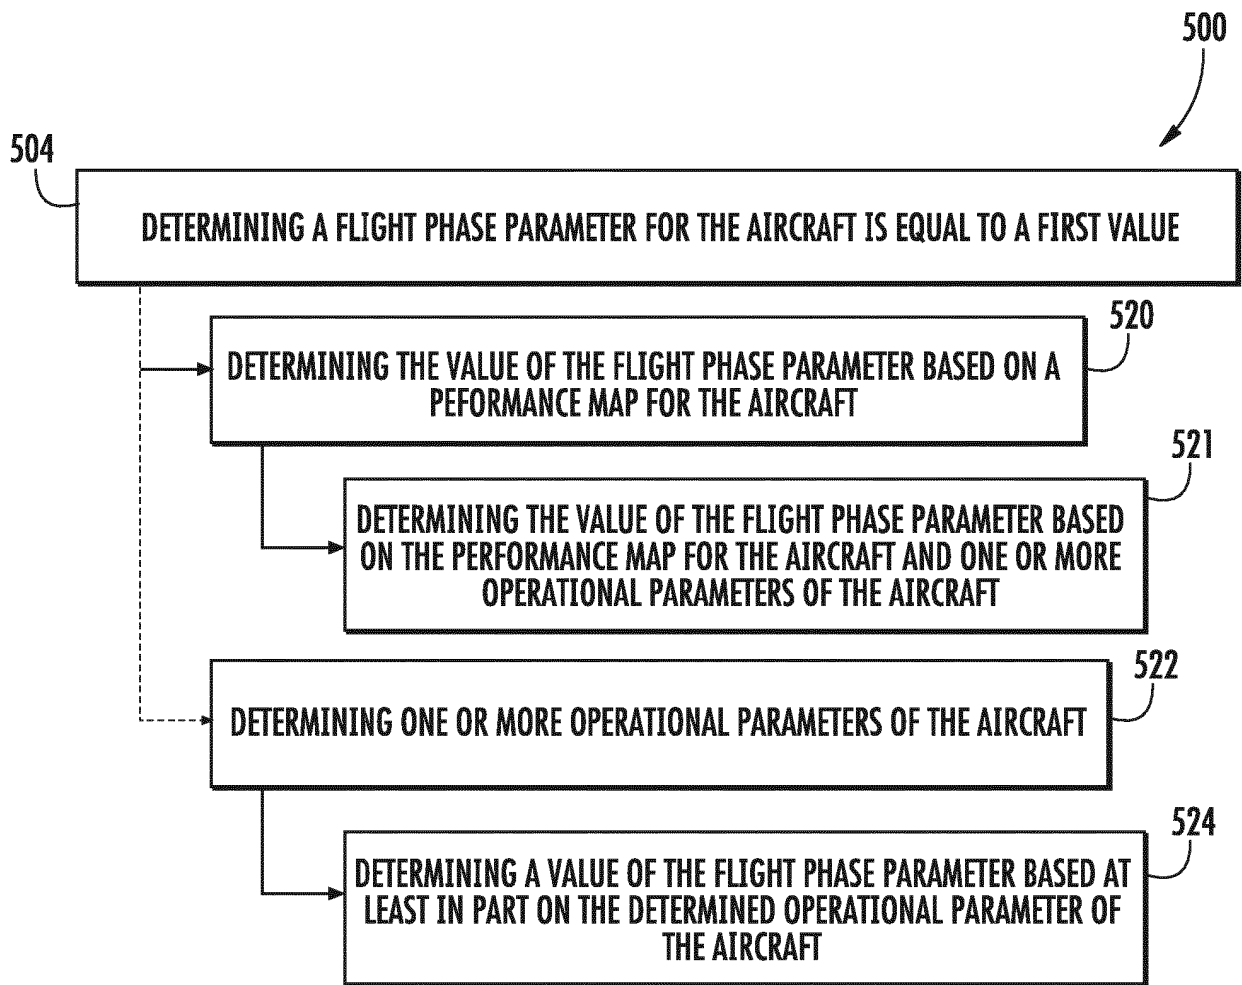 500
504
DETERMINING A FLIGHT PHASE PARAMETER FOR THE AIRCRAFT IS EQUAL TO A FIRST VALUE
520
DETERMINING THE VALUE OF THE FLIGHT PHASE PARAMETER BASED ON A
PEFORMANCE MAP FOR THE AIRCRAFT
521
DETERMINING THE VALUE OF THE FLIGHT PHASE PARAMETER BASED
ON THE PERFORMANCE MAP FOR THE AIRCRAFT AND ONE OR MORE
OPERATIONAL PARAMETERS OF THE AIRCRAFT
522
DETERMINING ONE OR MORE OPERATIONAL PARAMETERS OF THE AIRCRAFT
524
DETERMINING A VALUE OF THE FLIGHT PHASE PARAMETER BASED AT
LEAST IN PART ON THE DETERMINED OPERATIONAL PARAMETER OF
THE AIRCRAFT